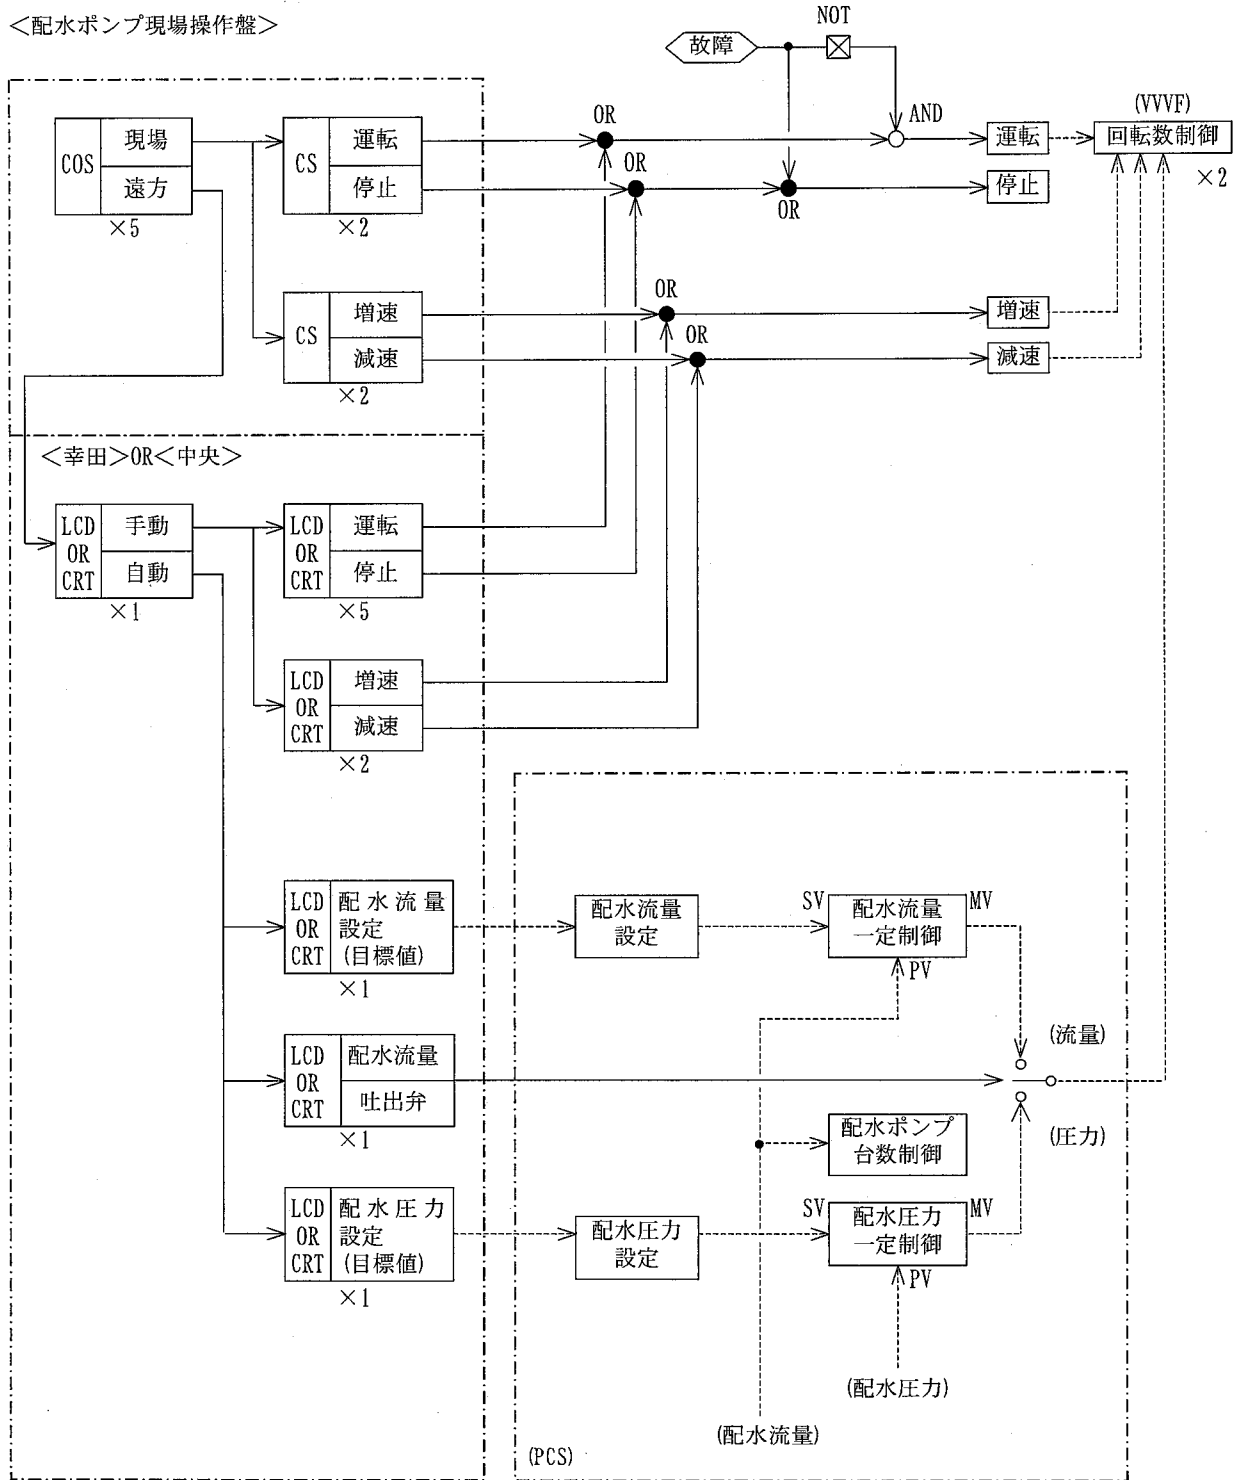 ＜配水ポンプ現場操作盤＞
NOT
故障
OR
AND
(VVVF)
COS
現場
遠方
×5
CS
運転
停止
×2
OR
OR
運転
停止
回転数制御
×2
CS
増速
減速
×2
OR
OR
増速
減速
＜幸田＞OR＜中央＞
LCD
OR
CRT
手動
自動
×1
LCD
OR
CRT
運転
停止
×5
LCD
OR
CRT
増速
減速
×2
LCD
OR
CRT
配水流量
設定
(目標値)
×1
配水流量
設定
SV
配水流量
一定制御
MV
PV
(流量)
LCD
OR
CRT
配水流量
吐出弁
×1
配水ポンプ
台数制御
(圧力)
LCD
OR
CRT
配水圧力
設定
(目標値)
×1
配水圧力
設定
SV
配水圧力
一定制御
MV
PV
(配水圧力)
(配水流量)
(PCS)